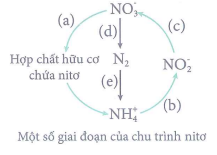 NO₃⁻
(a)
(c)
(d)
Hợp chất hữu cơ
chứa nitơ
N₂
NO₂⁻
(e)
(b)
NH₄⁺
Một số giai đoạn của chu trình nitơ